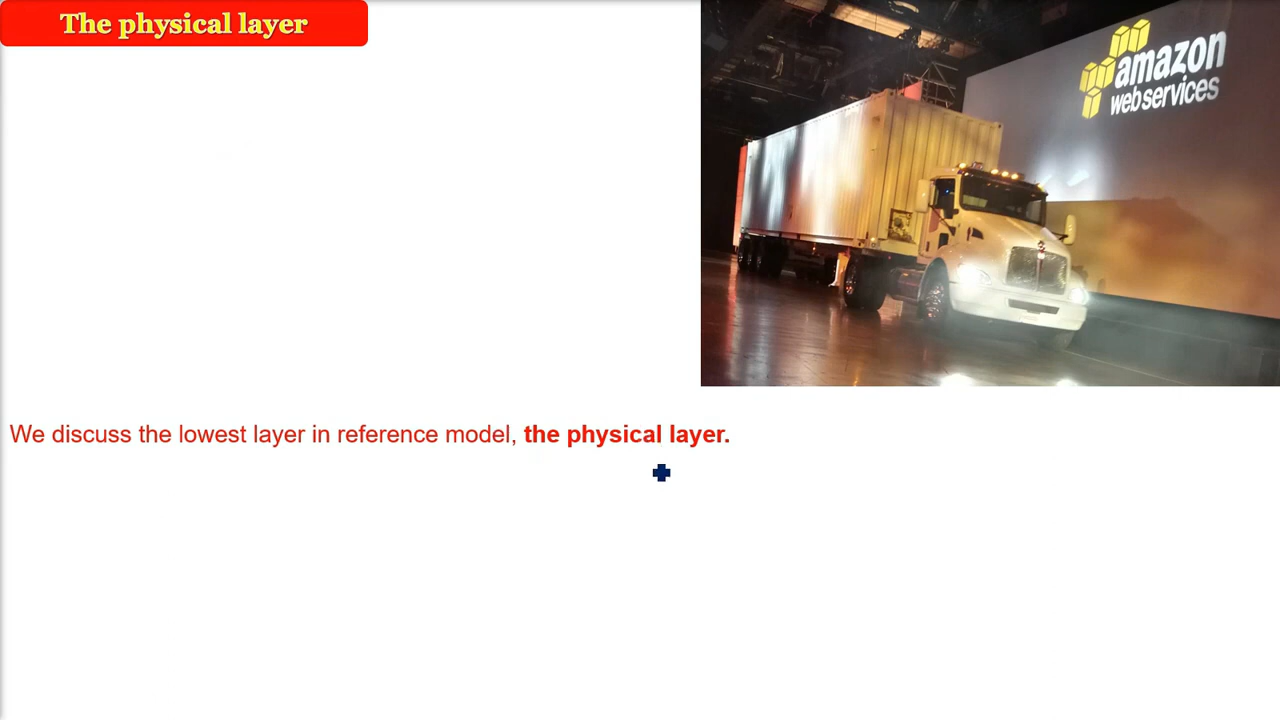 The physical layer
amazon
webservices
We discuss the lowest layer in reference model, the physical layer.